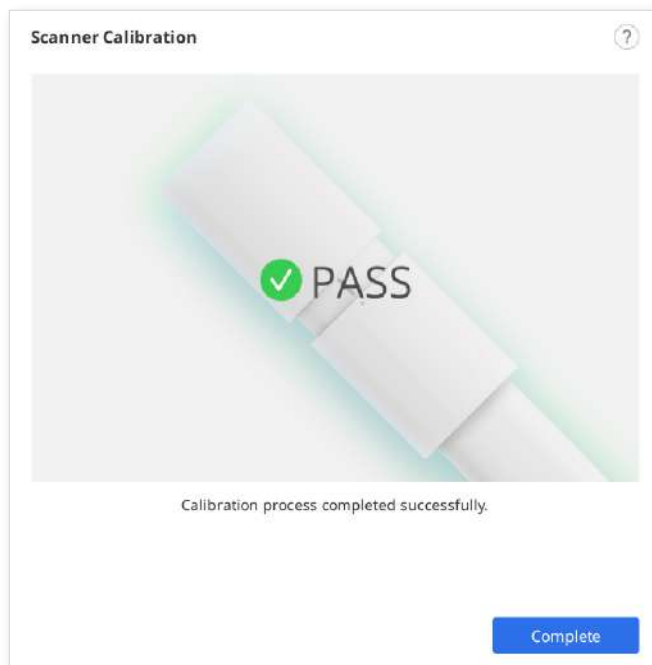 Scanner Calibration
?
PASS
Calibration process completed successfully.
Complete